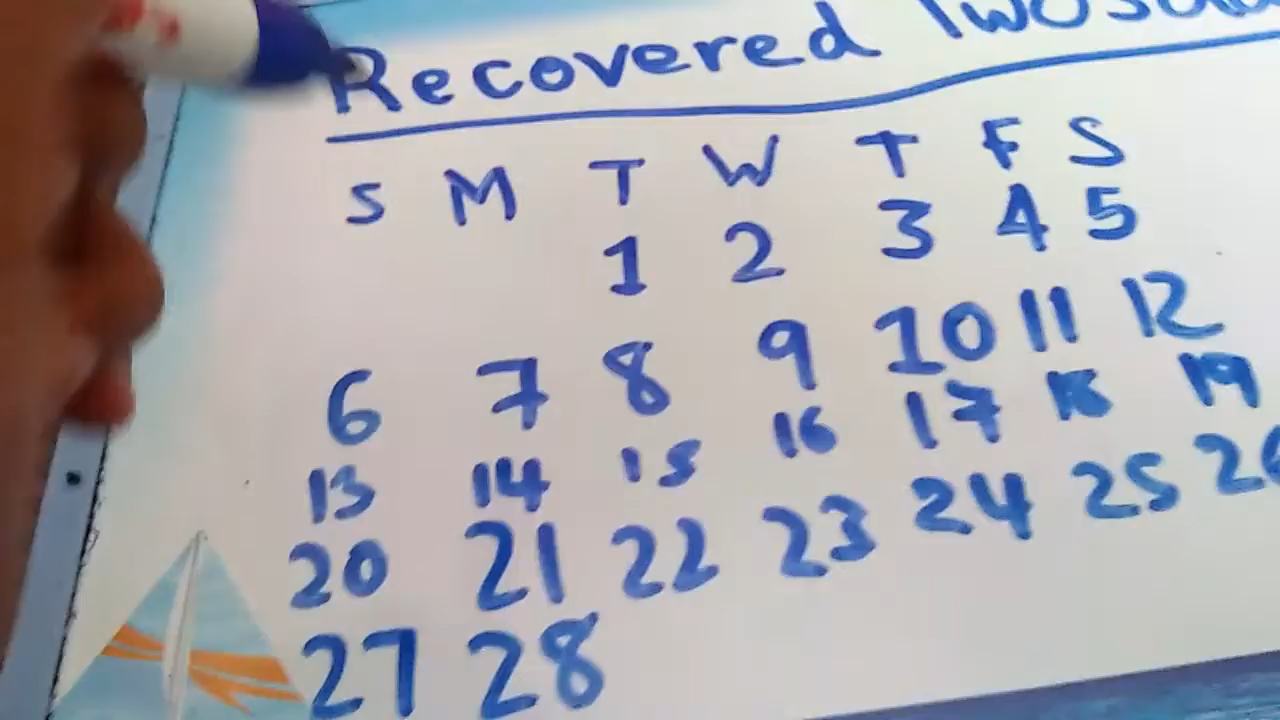 Recovered
S M T W T F S
1 2 3 4 5
6 7 8 9 10 11 12
13 14 15 16 17 18 19
20 21 22 23 24 25 26
27 28